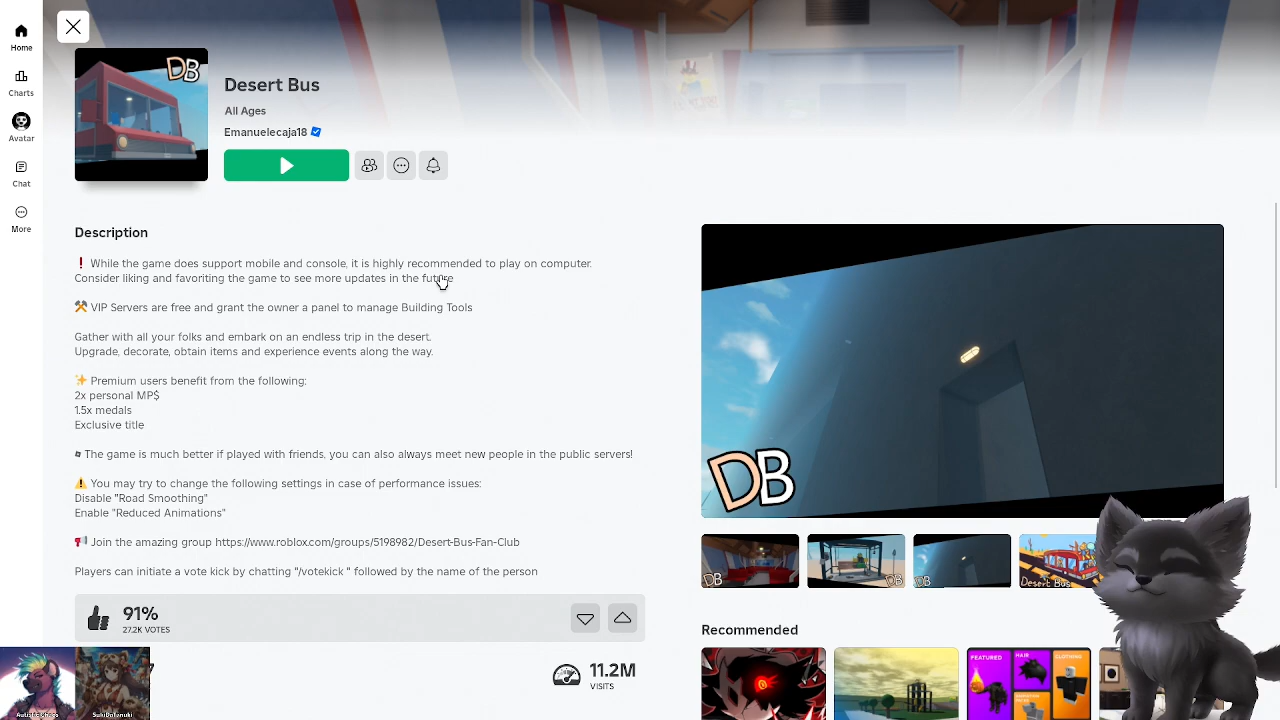 Home
Charts
Avatar
Chat
More
DB
Desert Bus
All Ages
Emanuelecaja18
Description
❗ While the game does support mobile and console, it is highly recommended to play on computer.
Consider liking and favoriting the game to see more updates in the future
⚒ VIP Servers are free and grant the owner a panel to manage Building Tools
Gather with all your folks and embark on an endless trip in the desert.
Upgrade, decorate, obtain items and experience events along the way.
✨ Premium users benefit from the following:
2x personal MP$
1.5x medals
Exclusive title
The game is much better if played with friends, you can also always meet new people in the public servers!
⚠ You may try to change the following settings in case of performance issues:
Disable "Road Smoothing"
Enable "Reduced Animations"
📢 Join the amazing group https://www.roblox.com/groups/5198982/Desert-Bus-Fan-Club
Players can initiate a vote kick by chatting "/votekick " followed by the name of the person
91%
27.2K VOTES
11.2M
VISITS
DB
DB
DB
DB
Desert Bus
Recommended
FEATURED
HAIR
CLOTHING
SukiDaTanuki